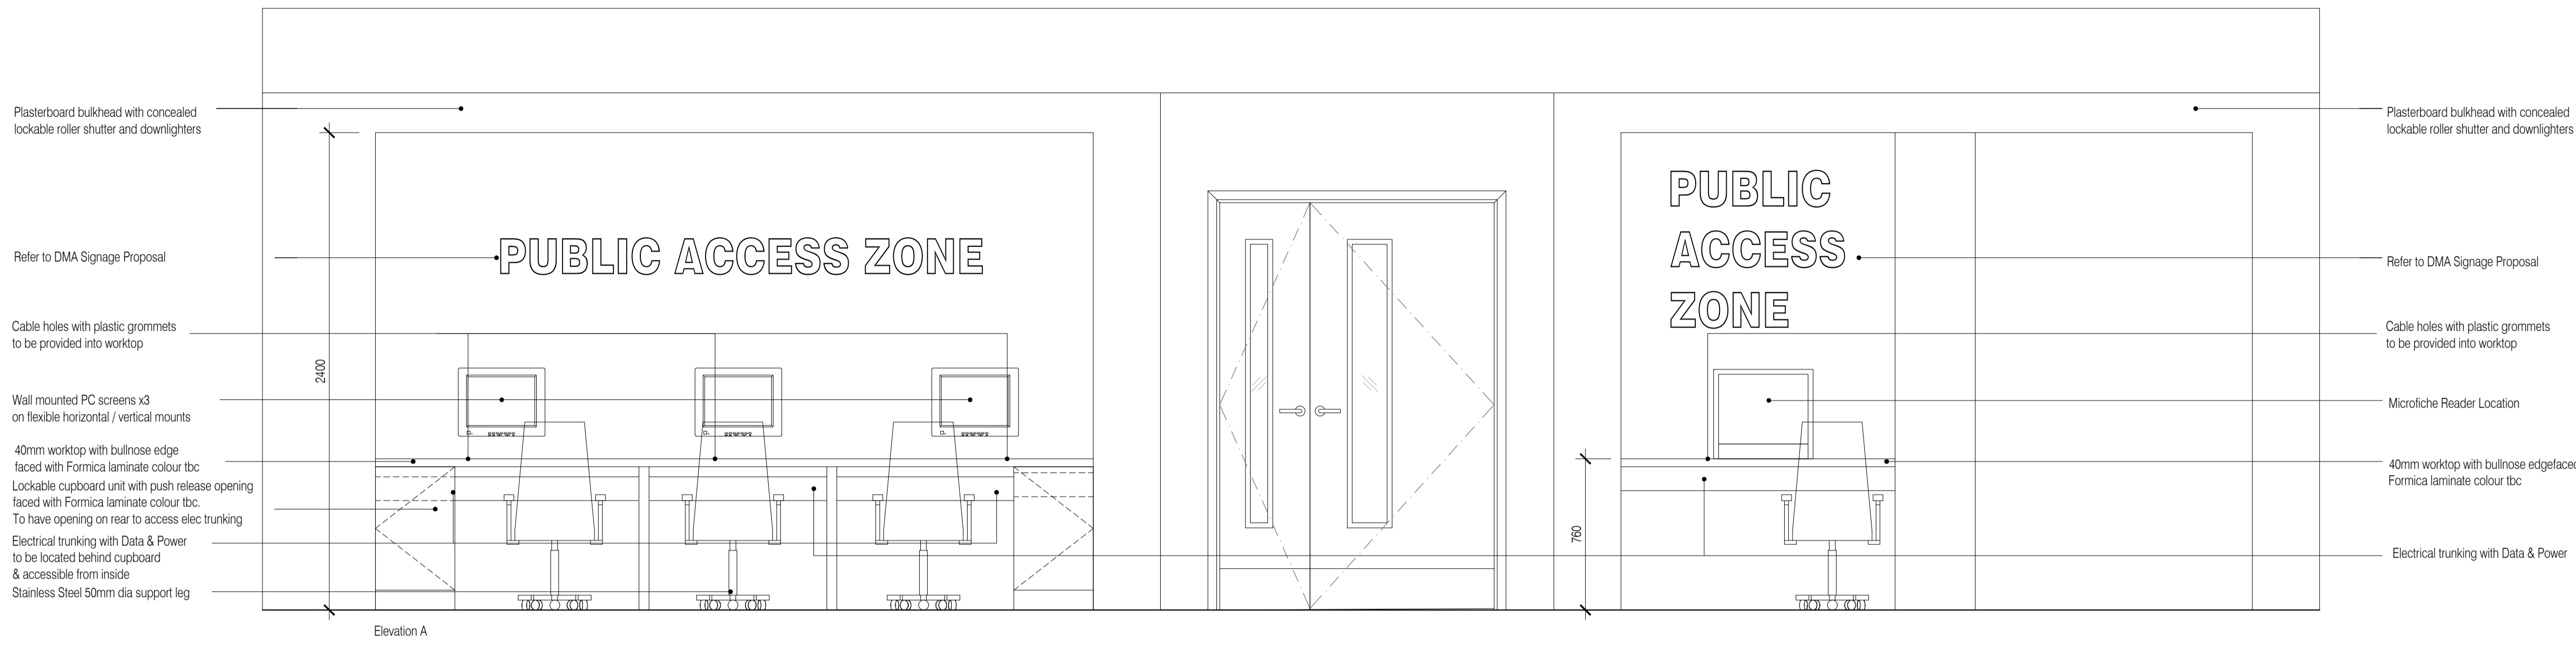 Plasterboard bulkhead with concealed
lockable roller shutter and downlighters
Refer to DMA Signage Proposal
Cable holes with plastic grommets
to be provided into worktop
Wall mounted PC screens x3
on flexible horizontal / vertical mounts
40mm worktop with bullnose edge
faced with Formica laminate colour tbc
Lockable cupboard unit with push release opening
faced with Formica laminate colour tbc.
To have opening on rear to access elec trunking
Electrical trunking with Data & Power
to be located behind cupboard
& accessible from inside
Stainless Steel 50mm dia support leg
2400
PUBLIC ACCESS ZONE
Elevation A
760
PUBLIC
ACCESS
ZONE
Plasterboard bulkhead with concealed
lockable roller shutter and downlighters
Refer to DMA Signage Proposal
Cable holes with plastic grommets
to be provided into worktop
Microfiche Reader Location
40mm worktop with bullnose edgefaced
Formica laminate colour tbc
Electrical trunking with Data & Power